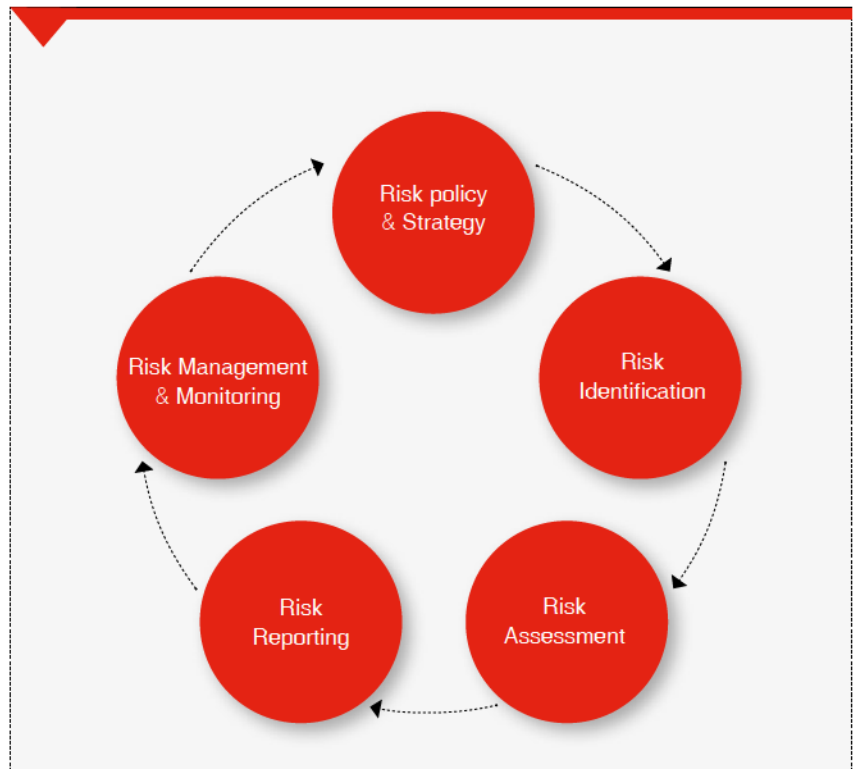 Risk policy
& Strategy
Risk
Identification
Risk
Assessment
Risk
Reporting
Risk Management
& Monitoring